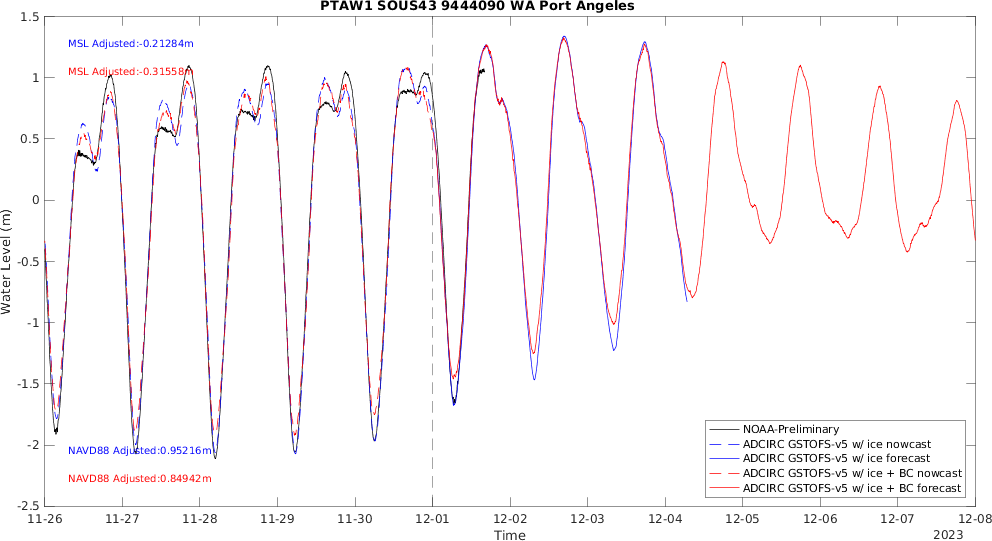 PTAW1 SOUS43 9444090 WA Port Angeles
MSL Adjusted:-0.21284m
MSL Adjusted:-0.31558m
NAVD88 Adjusted:0.95216m
NAVD88 Adjusted:0.84942m
Water Level (m)
1.5
1
0.5
0
-0.5
-1
-1.5
-2
-2.5
NOAA-Preliminary
ADCIRC GSTOFS-v5 w/ ice nowcast
ADCIRC GSTOFS-v5 w/ ice forecast
ADCIRC GSTOFS-v5 w/ ice + BC nowcast
ADCIRC GSTOFS-v5 w/ ice + BC forecast
11-26 11-27 11-28 11-29 11-30 12-01 12-02 12-03 12-04 12-05 12-06 12-07 12-08
Time
2023